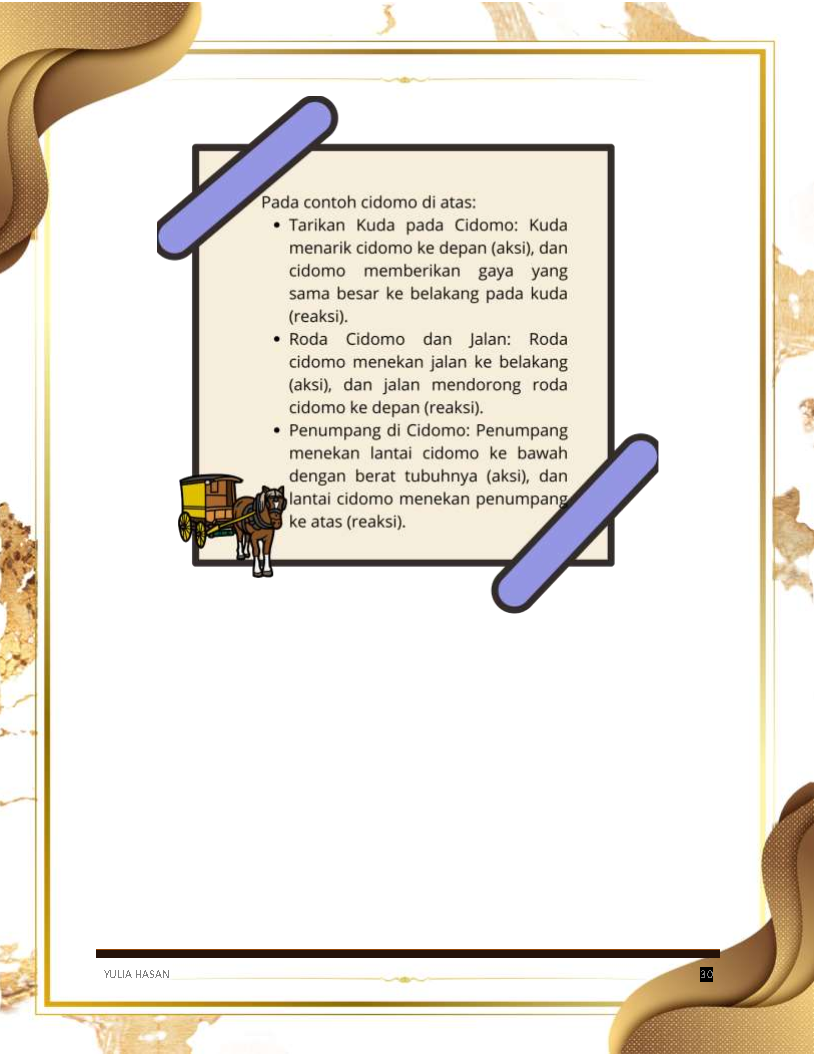 Pada contoh cidomo di atas:
• Tarikan Kuda pada Cidomo: Kuda
menarik cidomo ke depan (aksi), dan
cidomo memberikan gaya yang
sama besar ke belakang pada kuda
(reaksi).
• Roda Cidomo dan Jalan: Roda
cidomo menekan jalan ke belakang
(aksi), dan jalan mendorong roda
cidomo ke depan (reaksi).
• Penumpang di Cidomo: Penumpang
menekan lantai cidomo ke bawah
dengan berat tubuhnya (aksi), dan
lantai cidomo menekan penumpang
ke atas (reaksi).
YULIA HASAN 30